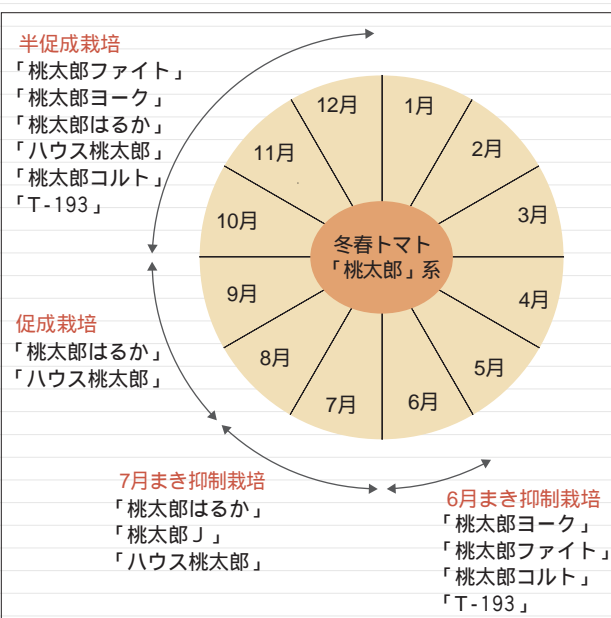 半促成栽培
「桃太郎ファイト」
「桃太郎ヨーク」
「桃太郎はるか」
「ハウス桃太郎」
「桃太郎コルト」
「T-193」
12月
1月
2月
3月
4月
5月
6月
7月
8月
9月
10月
11月
冬春トマト
「桃太郎」系
促成栽培
「桃太郎はるか」
「ハウス桃太郎」
7月まき抑制栽培
「桃太郎はるか」
「桃太郎J」
「ハウス桃太郎」
6月まき抑制栽培
「桃太郎ヨーク」
「桃太郎ファイト」
「桃太郎コルト」
「T-193」